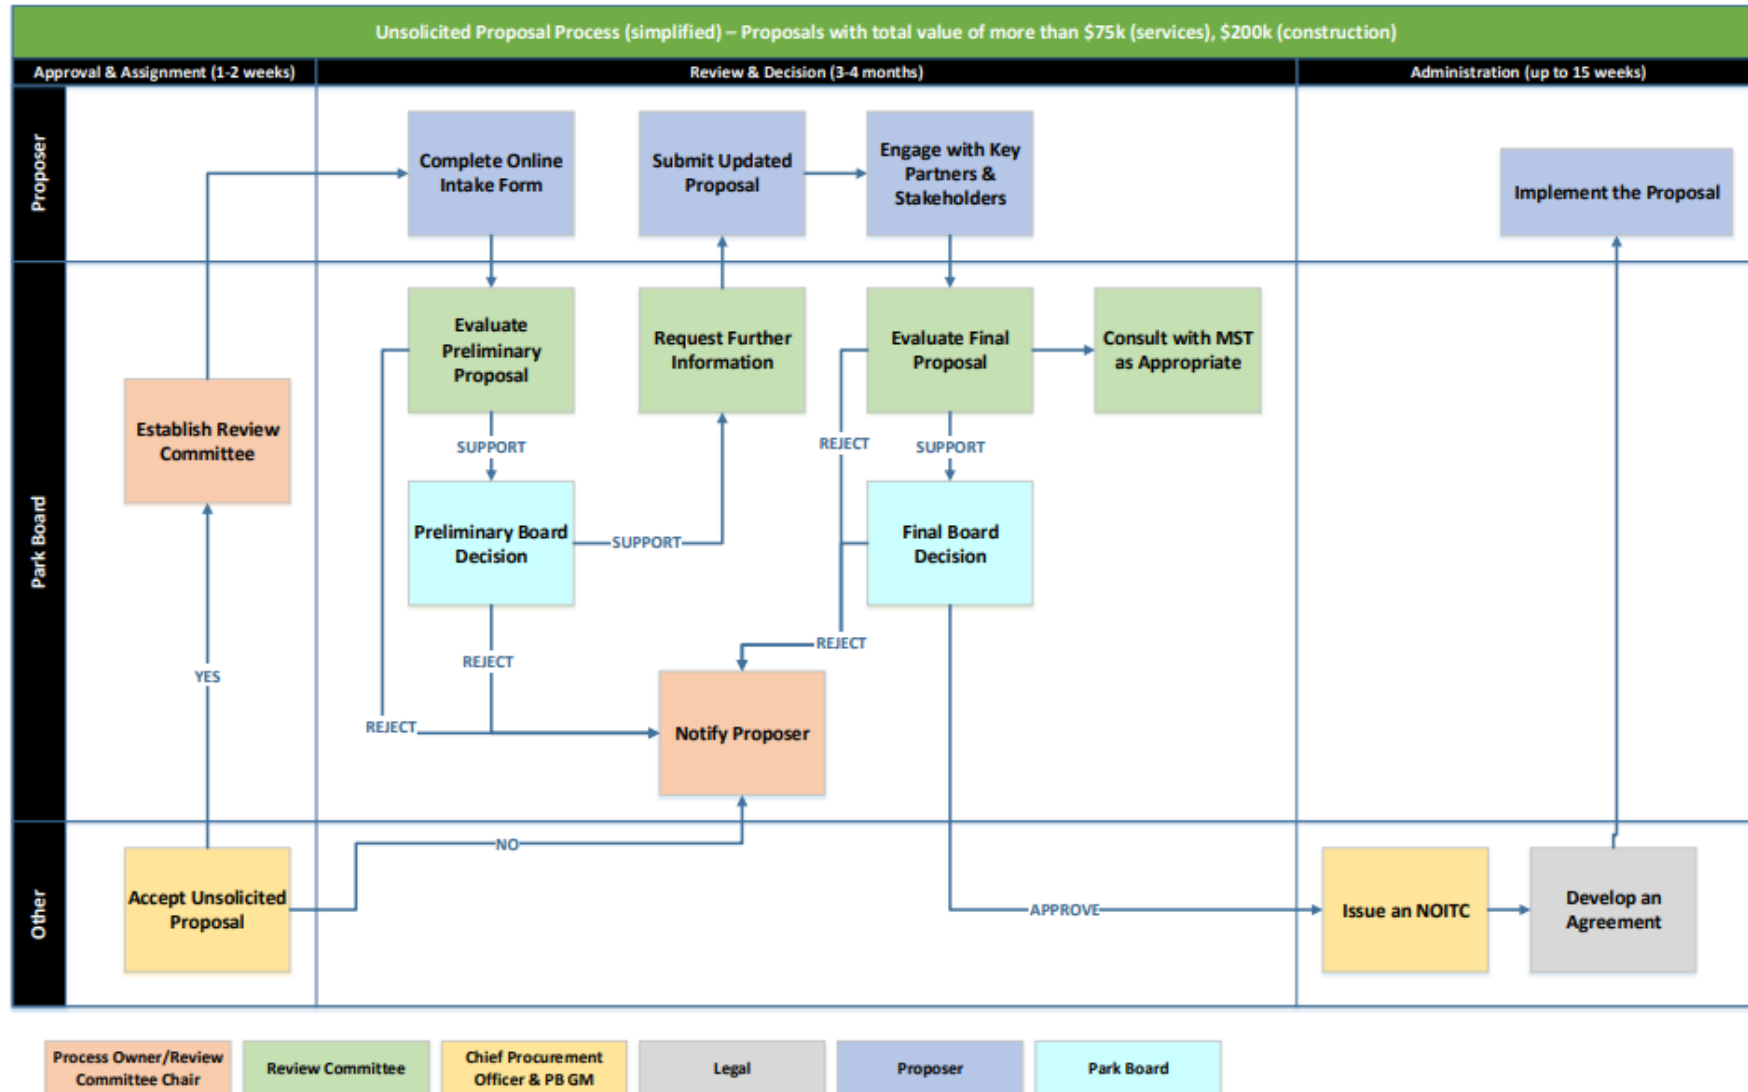 Unsolicited Proposal Process (simplified) – Proposals with total value of more than $75k (services), $200k (construction)
Approval & Assignment (1-2 weeks)
Review & Decision (3-4 months)
Administration (up to 15 weeks)
Proposer
Complete Online
Intake Form
Submit Updated
Proposal
Engage with Key
Partners &
Stakeholders
Implement the Proposal
Park Board
Establish Review
Committee
Evaluate
Preliminary
Proposal
Request Further
Information
Evaluate Final
Proposal
Consult with MST
as Appropriate
SUPPORT
REJECT
SUPPORT
Preliminary Board
Decision
SUPPORT
Final Board
Decision
REJECT
REJECT
YES
REJECT
Notify Proposer
Other
NO
Accept Unsolicited
Proposal
APPROVE
Issue an NOITC
Develop an
Agreement
Process Owner/Review
Committee Chair
Review Committee
Chief Procurement
Officer & PB GM
Legal
Proposer
Park Board